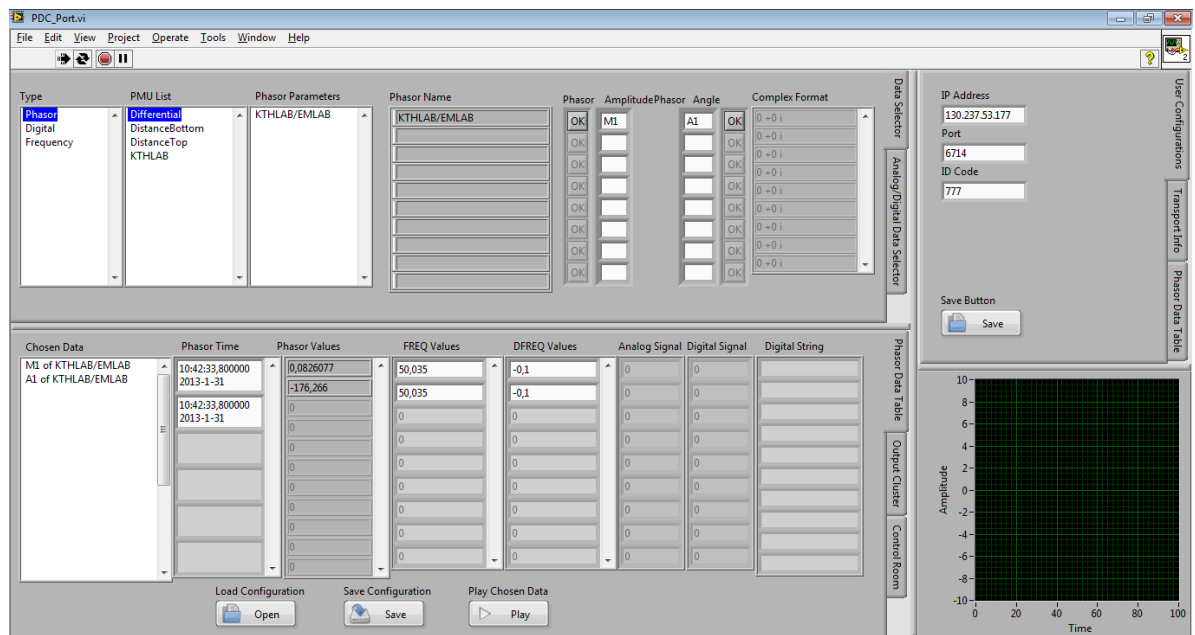 PDC_Port.vi
File Edit View Project Operate Tools Window Help
2
Type
Phasor
Digital
Frequency
PMU List
Differential
DistanceBottom
DistanceTop
KTHLAB
Phasor Parameters
KTHLAB/EMLAB
Phasor Name
KTHLAB/EMLAB
Phasor Amplitude
OK M1
OK
OK
OK
OK
OK
OK
OK
Phasor Angle
A1 OK
OK
OK
OK
OK
OK
OK
OK
Complex Format
0 +0 i
0 +0 i
0 +0 i
0 +0 i
0 +0 i
0 +0 i
0 +0 i
0 +0 i
0 +0 i
Data Selector
Analog/Digital Data Selector
IP Address
130.237.53.177
Port
6714
ID Code
777
Save Button
Save
User Configurations
Transport Info
Phasor Data Table
Chosen Data
M1 of KTHLAB/EMLAB
A1 of KTHLAB/EMLAB
Phasor Time
10:42:33,800000
2013-1-31
10:42:33,800000
2013-1-31
Phasor Values
0,0826077
-176,266
0
0
0
0
0
0
0
0
0
FREQ Values
50,035
50,035
0
0
0
0
0
0
0
DFREQ Values
-0,1
-0,1
0
0
0
0
0
0
0
Analog Signal
0
0
0
0
0
0
0
0
0
Digital Signal
0
0
0
0
0
0
0
0
0
Digital String
Phasor Data Table
Output Cluster
Control Room
Load Configuration
Open
Save Configuration
Save
Play Chosen Data
Play
Amplitude
10
8
6
4
2
0
-2
-4
-6
-8
-10
0 20 40 60 80 100
Time